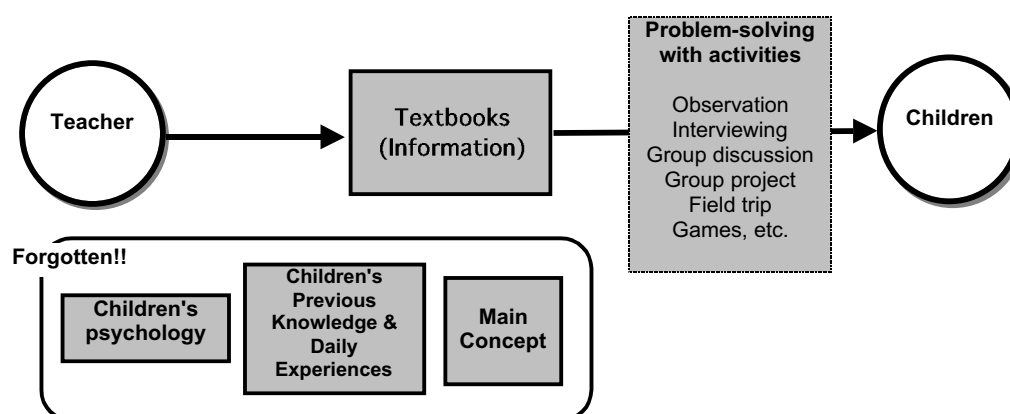 Teacher
Textbooks
(Information)
Problem-solving
with activities
Observation
Interviewing
Group discussion
Group project
Field trip
Games, etc.
Children
Forgotten!!
Children's
psychology
Children's
Previous
Knowledge &
Daily
Experiences
Main
Concept